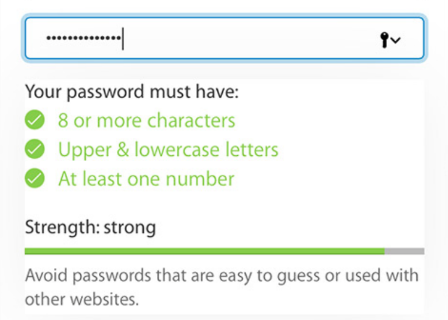 ••••••••••••••
Your password must have:
8 or more characters
Upper & lowercase letters
At least one number
Strength: strong
Avoid passwords that are easy to guess or used with
other websites.